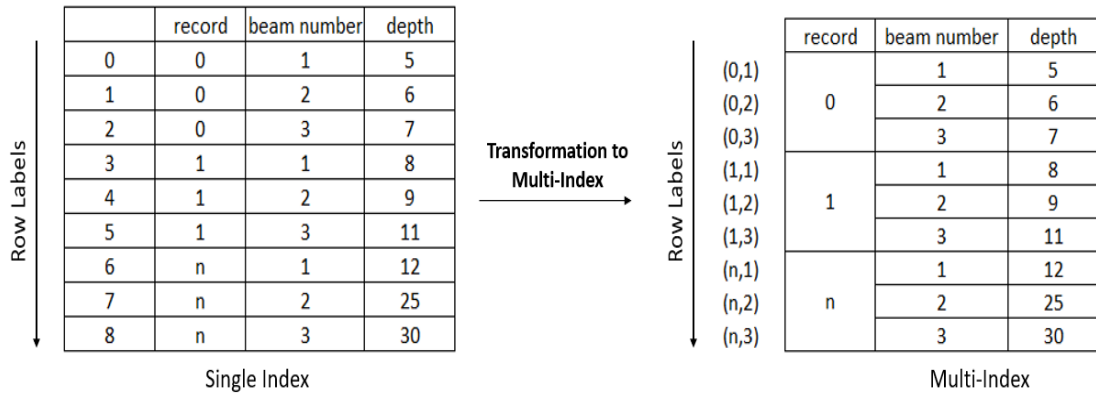 record beam number depth
0 0 1 5
1 0 2 6
2 0 3 7
3 1 1 8
4 1 2 9
5 1 3 11
6 n 1 12
7 n 2 25
8 n 3 30
Row Labels
Single Index
Transformation to
Multi-Index
record beam number depth
(0,1) 0 1 5
(0,2) 2 6
(0,3) 3 7
(1,1) 1 1 8
(1,2) 2 9
(1,3) 3 11
(n,1) n 1 12
(n,2) 2 25
(n,3) 3 30
Row Labels
Multi-Index